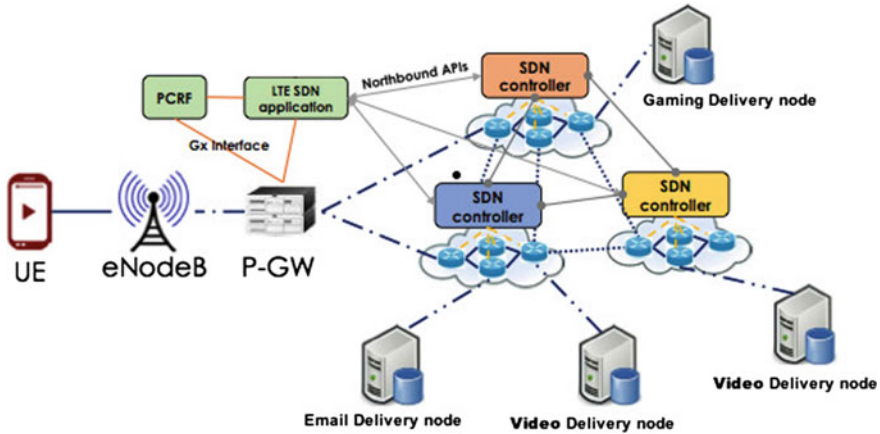 SDN
controller
Northbound APIs
PCRF
LTE SDN
application
Gaming Delivery node
Gx Interface
SDN
controller
SDN
controller
UE
eNodeB
P-GW
Video Delivery node
Email Delivery node
Video Delivery node